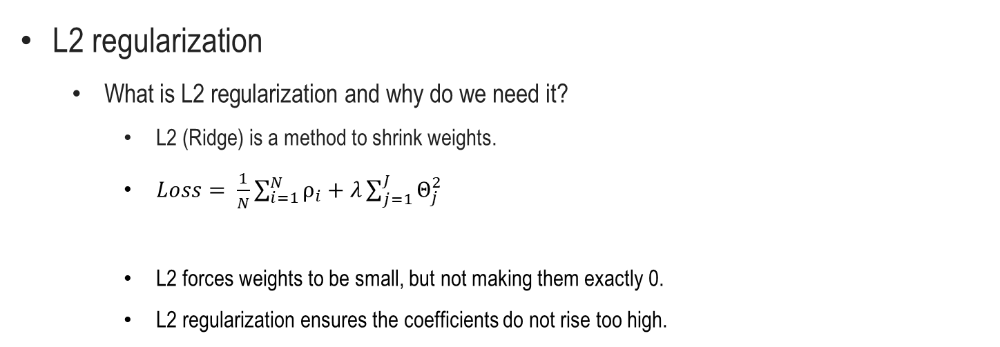 • L2 regularization
• What is L2 regularization and why do we need it?
• L2 (Ridge) is a method to shrink weights.
• $Loss = \frac{1}{N}\sum_{i=1}^{N} \rho_i + \lambda \sum_{j=1}^{J} \Theta_j^2$
• L2 forces weights to be small, but not making them exactly 0.
• L2 regularization ensures the coefficients do not rise too high.